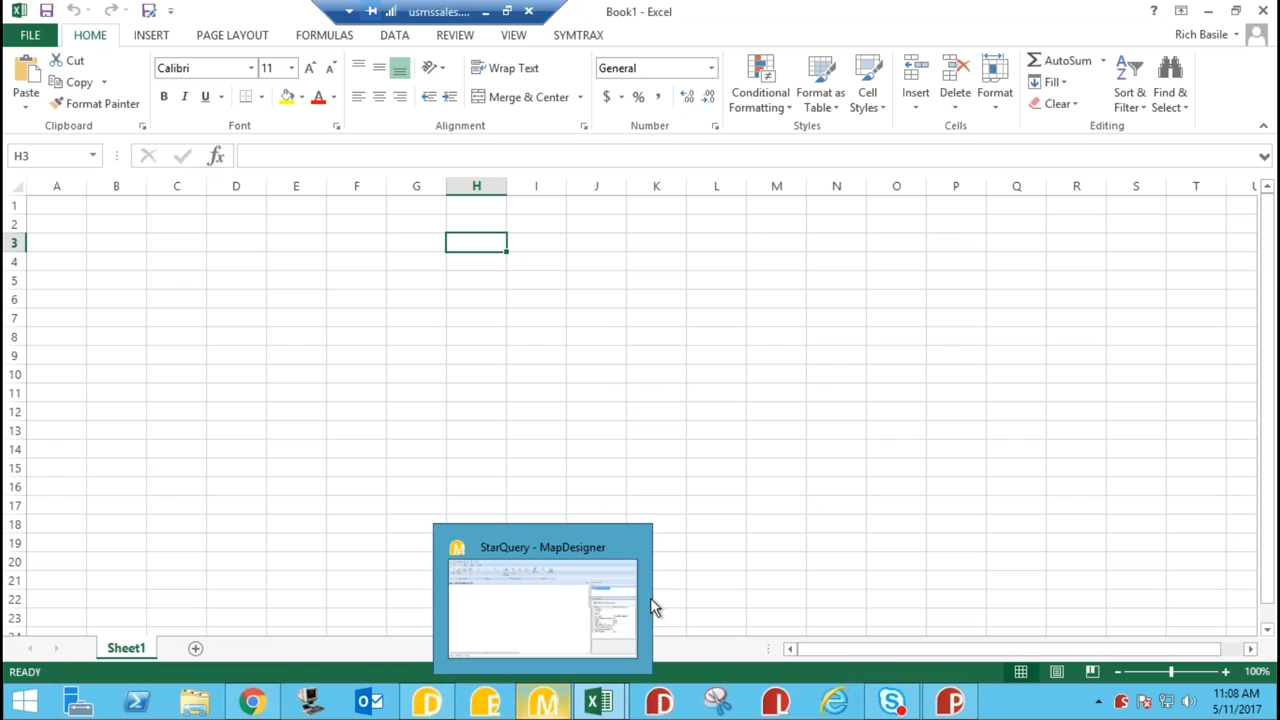 usmssales....
Book1 - Excel
?
FILE HOME INSERT PAGE LAYOUT FORMULAS DATA REVIEW VIEW SYMTRAX
Rich Basile
Paste
Cut
Copy
Format Painter
Clipboard
Calibri 11
B I U A
Font
Wrap Text
Merge & Center
Alignment
General
$ % ,
Number
Conditional Formatting
Format as Table
Cell Styles
Styles
Insert
Delete
Format
Cells
AutoSum
Fill
Clear
Sort & Filter
Find & Select
Editing
H3
fx
A B C D E F G H I J K L M N O P Q R S T U
1
2
3
4
5
6
7
8
9
10
11
12
13
14
15
16
17
18
19
20
21
22
23
24
StarQuery - MapDesigner
Sheet1
READY
100%
11:08 AM
5/11/2017